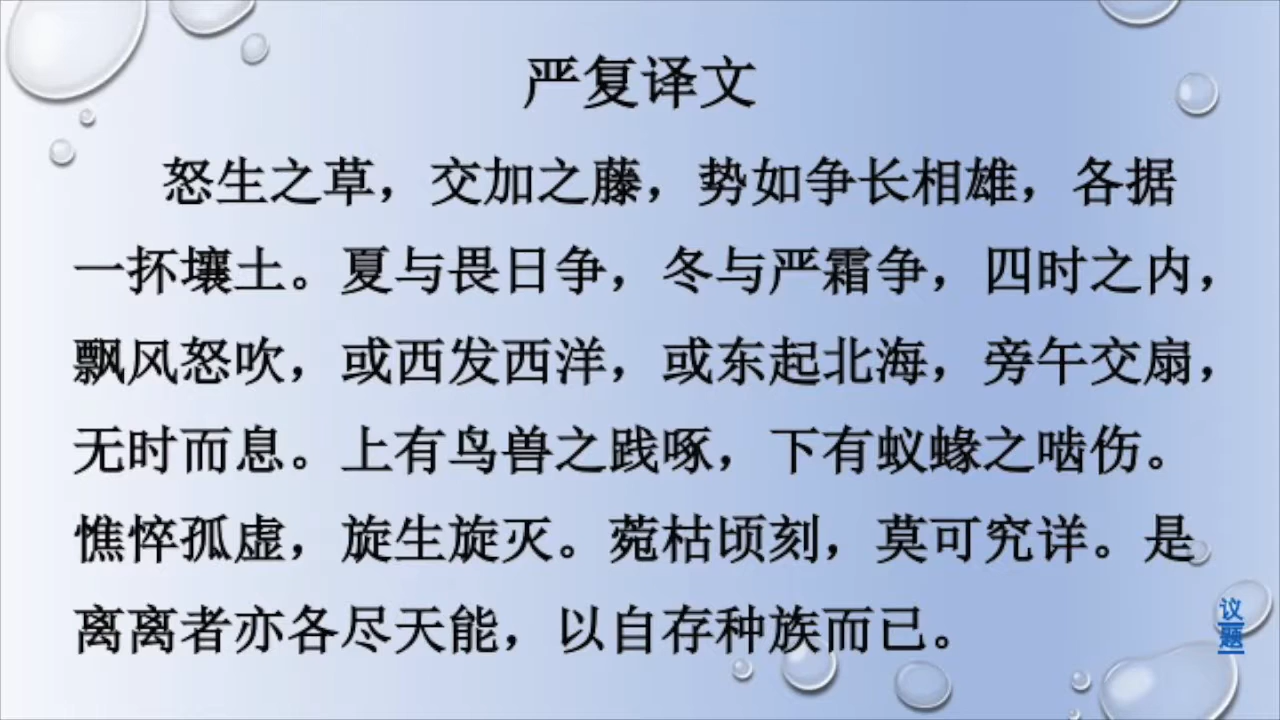 严复译文
怒生之草，交加之藤，势如争长相雄，各据
一抔壤土。夏与畏日争，冬与严霜争，四时之内，
飘风怒吹，或西发西洋，或东起北海，旁午交扇，
无时而息。上有鸟兽之践啄，下有蚁蝝之啮伤。
憔悴孤虚，旋生旋灭。菀枯顷刻，莫可究详。是
离离者亦各尽天能，以自存种族而已。
议
题